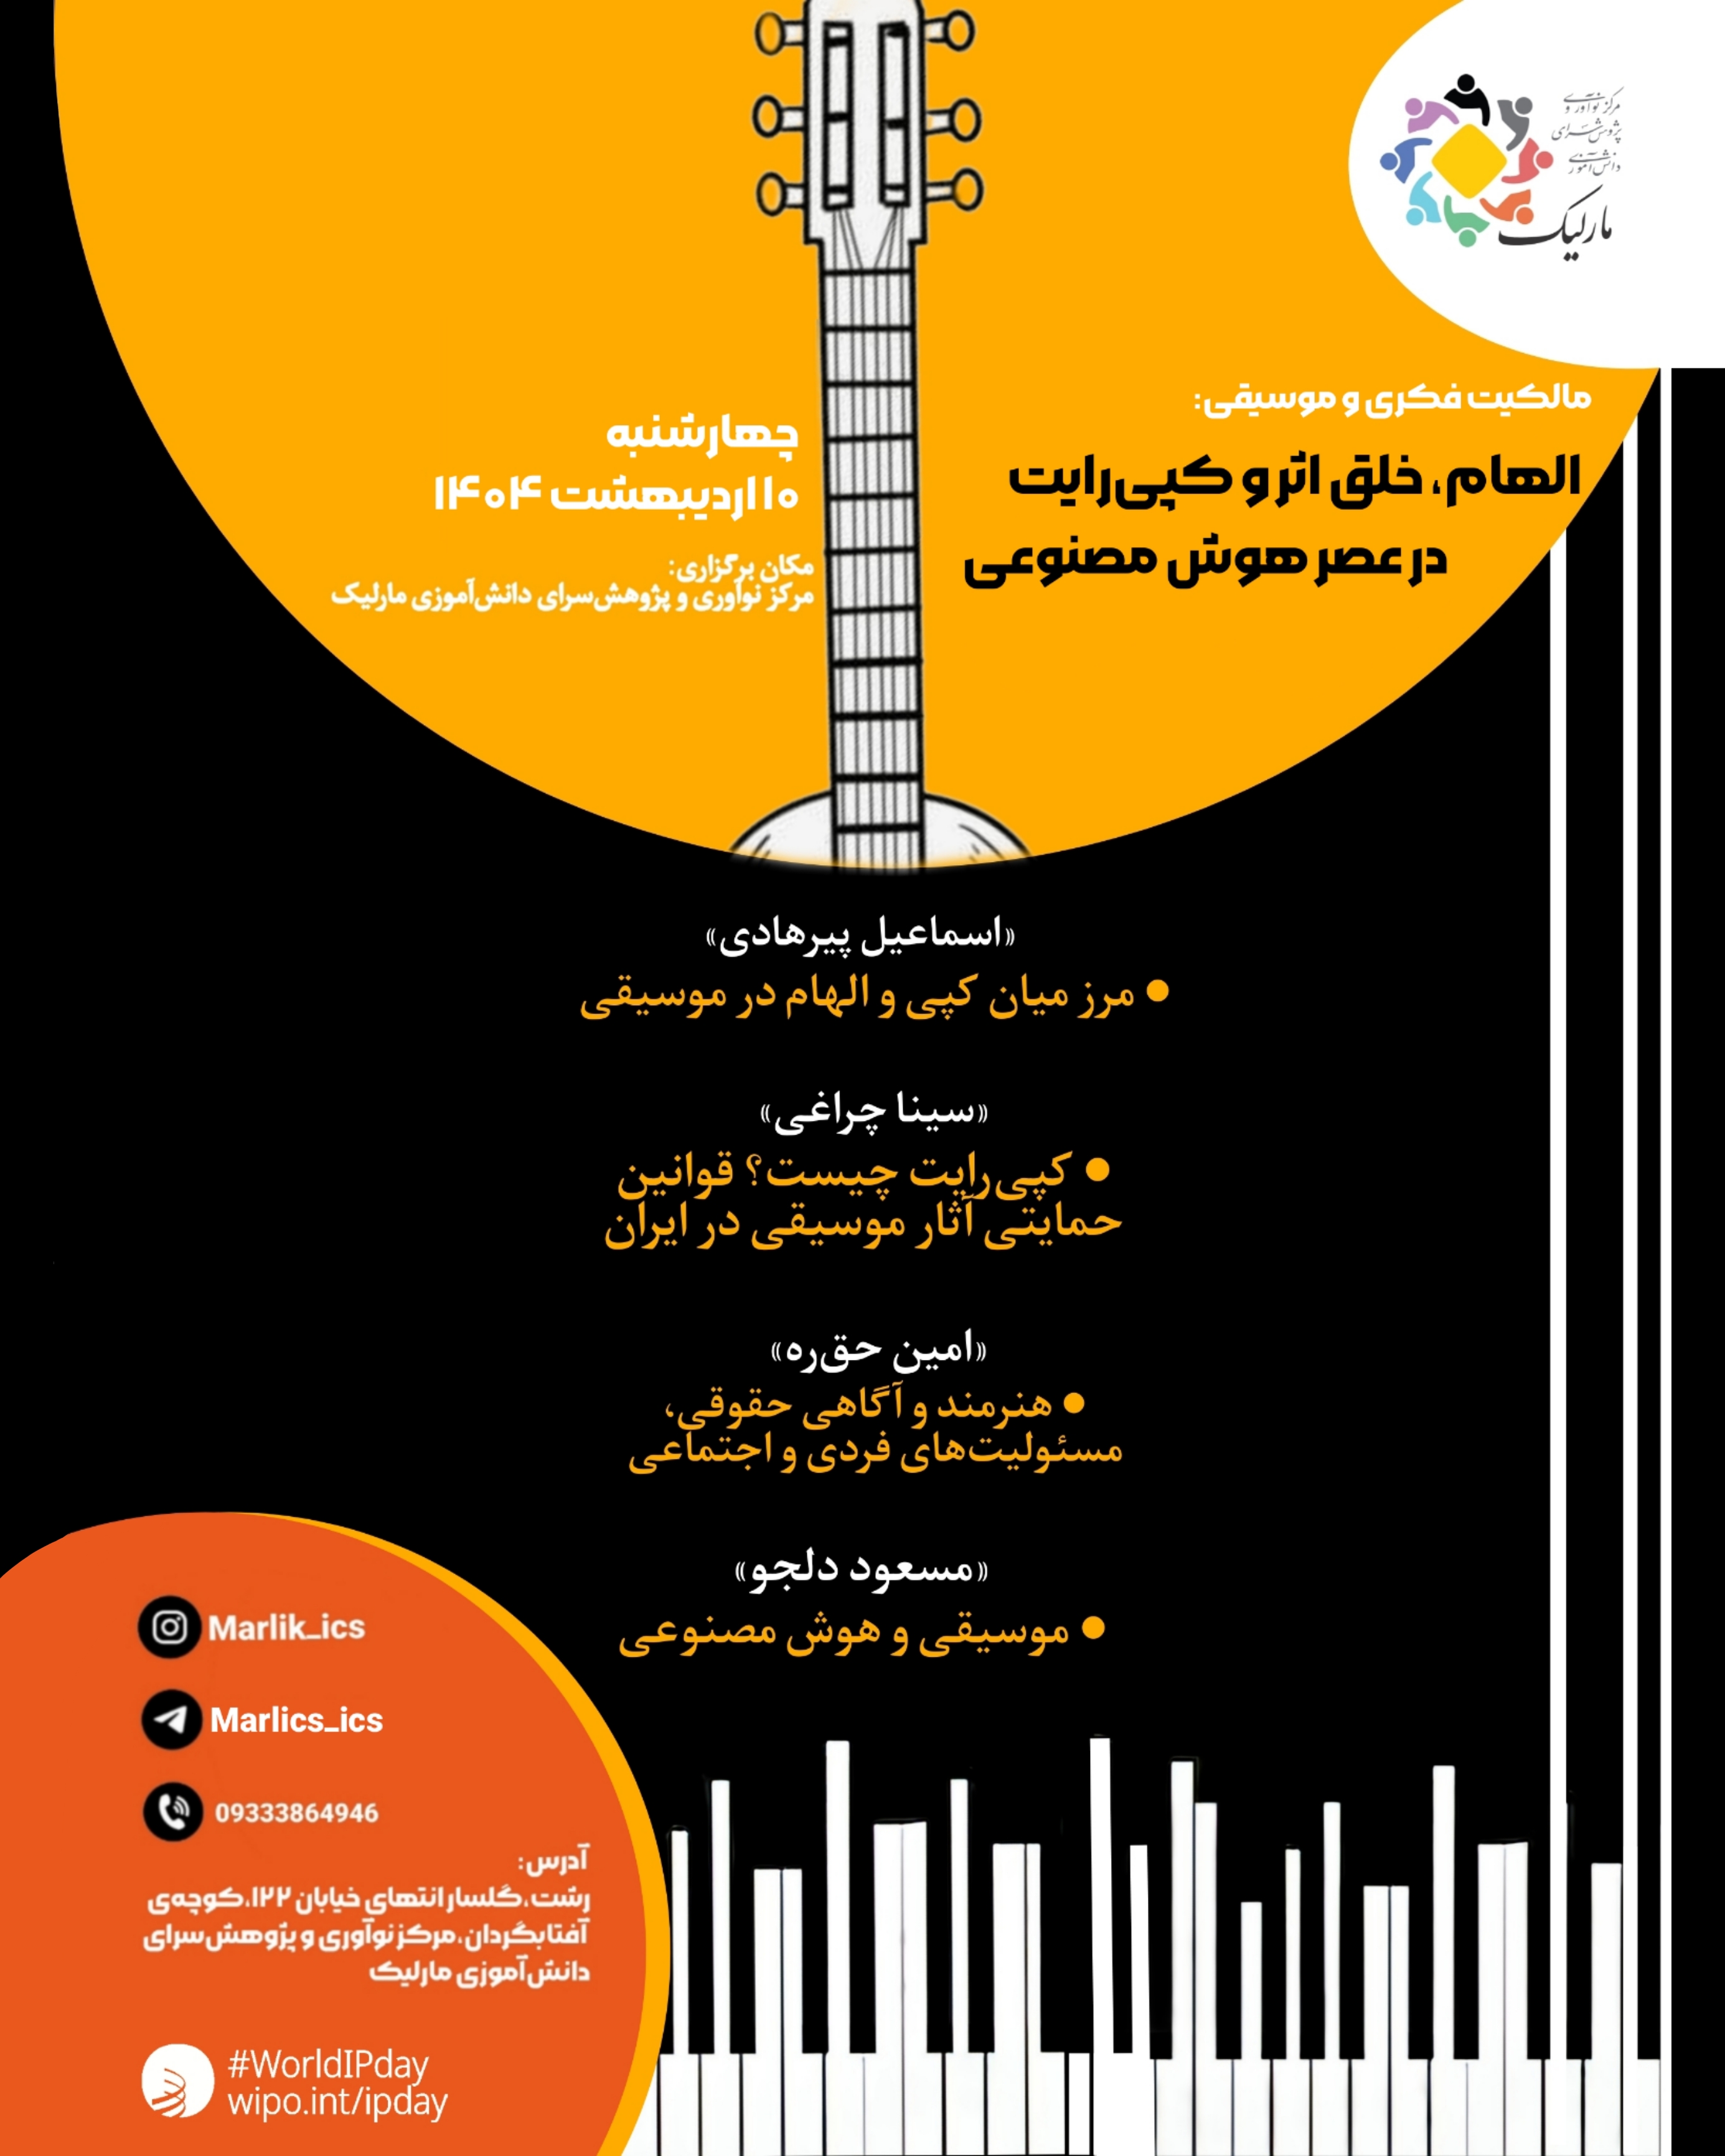 مرکز نوآوری و
پژوهش‌سرای
دانش‌آموزی
مارلیک
مالکیت فکری و موسیقی:
الهام، خلق اثر و کپی‌رایت
در عصر هوش مصنوعی
چهارشنبه
۱۰ اردیبهشت ۱۴۰۴
مکان برگزاری:
مرکز نوآوری و پژوهش‌سرای دانش‌آموزی مارلیک
«اسماعیل پیرهادی»
● مرز میان کپی و الهام در موسیقی
«سینا چراغی»
● کپی‌رایت چیست؟ قوانین
حمایتی آثار موسیقی در ایران
«امین حق‌ره»
● هنرمند و آگاهی حقوقی،
مسئولیت‌های فردی و اجتماعی
«مسعود دلجو»
● موسیقی و هوش مصنوعی
Marlik_ics
Marlics_ics
09333864946
آدرس:
رشت، گلسار انتهای خیابان ۱۲۲، کوچه‌ی
آفتابگردان، مرکز نوآوری و پژوهش‌سرای
دانش‌آموزی مارلیک
#WorldIPday
wipo.int/ipday